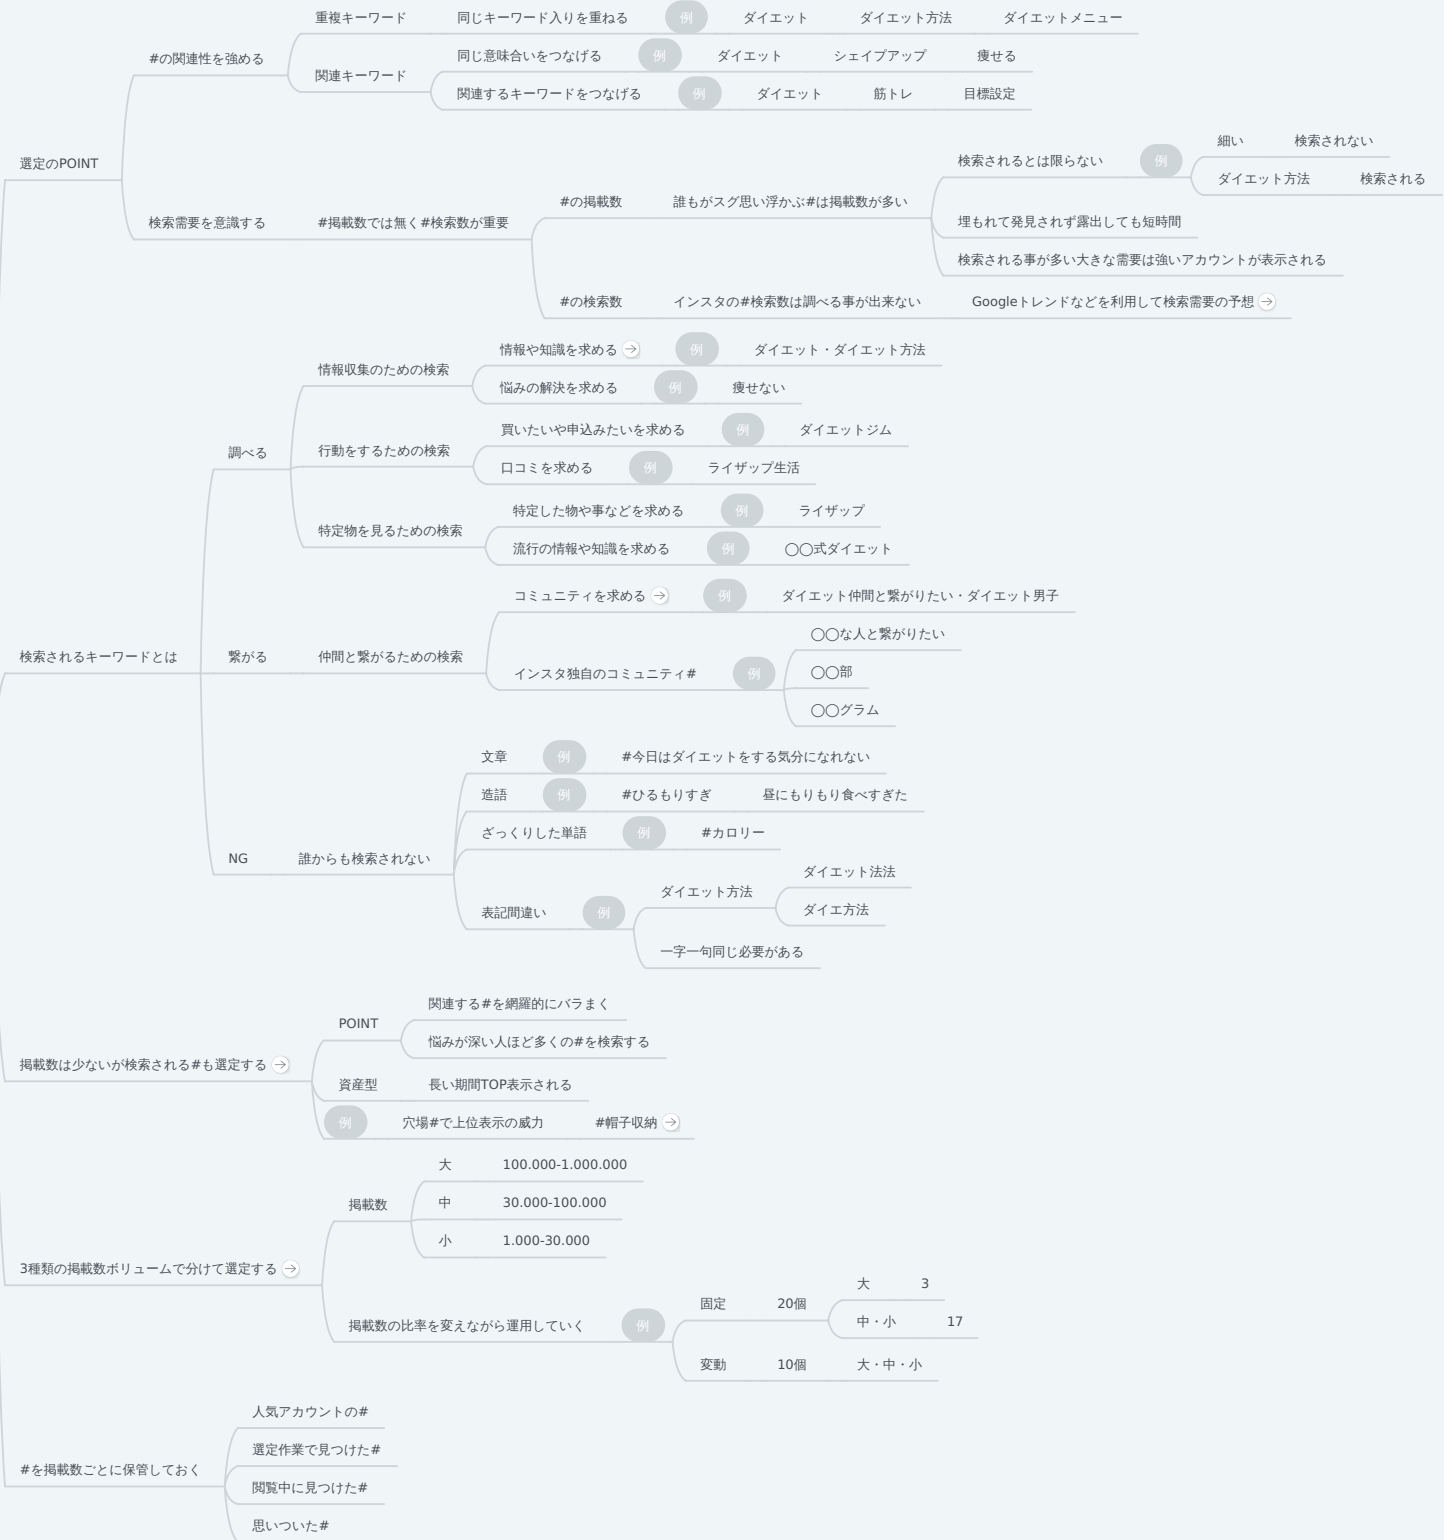 選定のPOINT
#の関連性を強める
重複キーワード 同じキーワード入りを重ねる 例 ダイエット ダイエット方法 ダイエットメニュー
関連キーワード
同じ意味合いをつなげる 例 ダイエット シェイプアップ 痩せる
関連するキーワードをつなげる 例 ダイエット 筋トレ 目標設定
検索需要を意識する #掲載数では無く#検索数が重要
#の掲載数 誰もがスグ思い浮かぶ#は掲載数が多い
検索されるとは限らない 例
細い 検索されない
ダイエット方法 検索される
埋もれて発見されず露出しても短時間
検索される事が多い大きな需要は強いアカウントが表示される
#の検索数 インスタの#検索数は調べる事が出来ない Googleトレンドなどを利用して検索需要の予想
検索されるキーワードとは
調べる
情報収集のための検索
情報や知識を求める 例 ダイエット・ダイエット方法
悩みの解決を求める 例 痩せない
行動をするための検索
買いたいや申込みたいを求める 例 ダイエットジム
口コミを求める 例 ライザップ生活
特定物を見るための検索
特定した物や事などを求める 例 ライザップ
流行の情報や知識を求める 例 ◯◯式ダイエット
繋がる 仲間と繋がるための検索
コミュニティを求める 例 ダイエット仲間と繋がりたい・ダイエット男子
インスタ独自のコミュニティ# 例
◯◯な人と繋がりたい
◯◯部
◯◯グラム
NG 誰からも検索されない
文章 例 #今日はダイエットをする気分になれない
造語 例 #ひるもりすぎ 昼にもりもり食べすぎた
ざっくりした単語 例 #カロリー
表記間違い 例
ダイエット方法
ダイエット法法
ダイエ方法
一字一句同じ必要がある
掲載数は少ないが検索される#も選定する
POINT
関連する#を網羅的にバラまく
悩みが深い人ほど多くの#を検索する
資産型 長い期間TOP表示される
例 穴場#で上位表示の威力 #帽子収納
3種類の掲載数ボリュームで分けて選定する
掲載数
大 100.000-1.000.000
中 30.000-100.000
小 1.000-30.000
掲載数の比率を変えながら運用していく 例
固定 20個
大 3
中・小 17
変動 10個 大・中・小
#を掲載数ごとに保管しておく
人気アカウントの#
選定作業で見つけた#
閲覧中に見つけた#
思いついた#